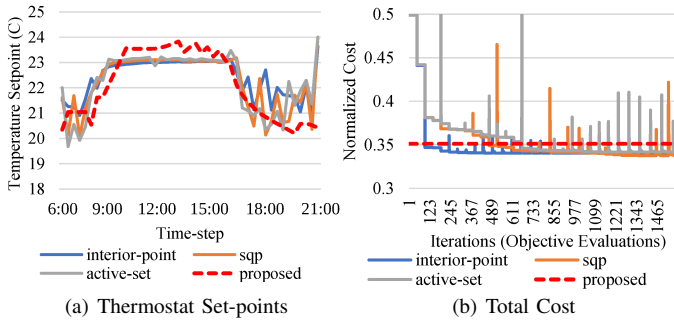 25
24
23
22
21
20
19
18
Temperature Setpoint (C)
6:00 9:00 12:00 15:00 18:00 21:00
Time-step
interior-point sqp
active-set proposed
(a) Thermostat Set-points
0.5
0.45
0.4
0.35
0.3
Normalized Cost
1 123 245 367 489 611 733 855 977 1099 1221 1343 1465
Iterations (Objective Evaluations)
interior-point sqp
active-set proposed
(b) Total Cost